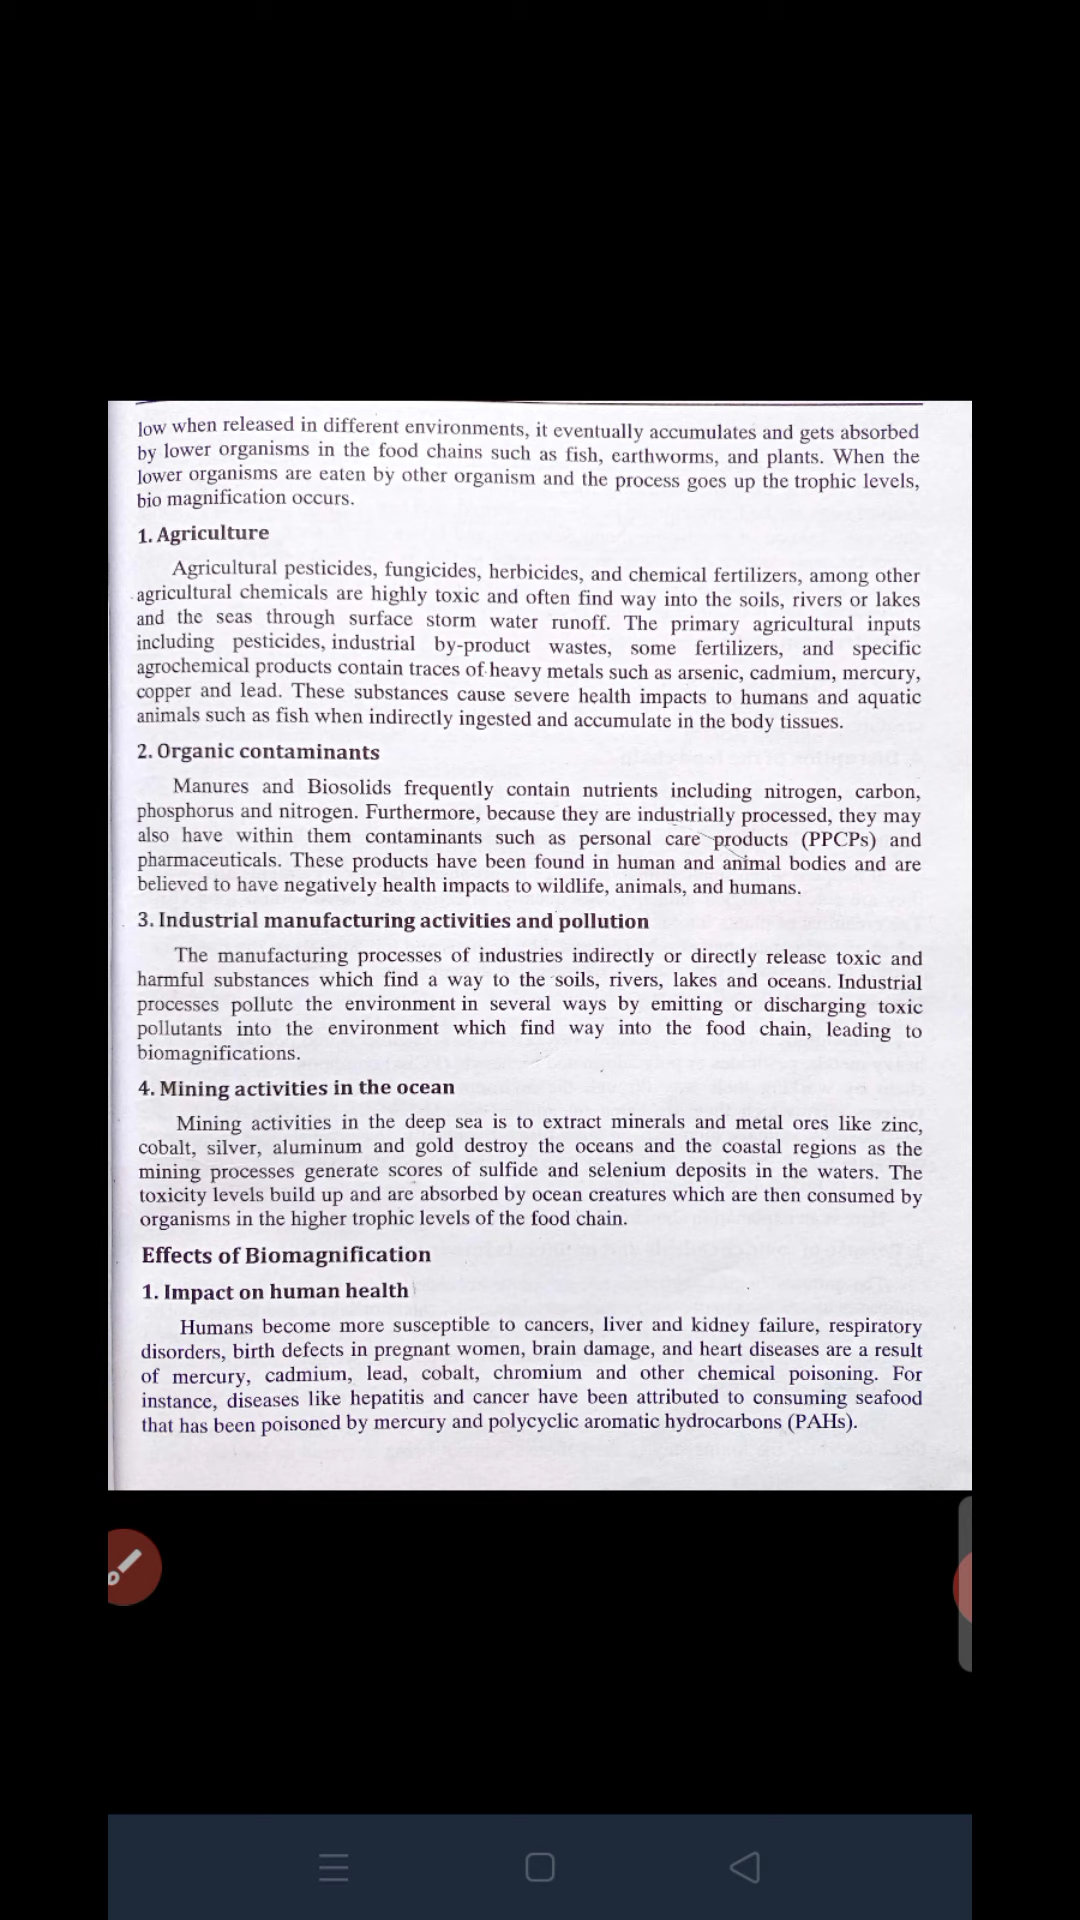 low when released in different environments, it eventually accumulates and gets absorbed
by lower organisms in the food chains such as fish, earthworms, and plants. When the
lower organisms are eaten by other organism and the process goes up the trophic levels,
bio magnification occurs.
1. Agriculture
Agricultural pesticides, fungicides, herbicides, and chemical fertilizers, among other
agricultural chemicals are highly toxic and often find way into the soils, rivers or lakes
and the seas through surface storm water runoff. The primary agricultural inputs
including pesticides, industrial by-product wastes, some fertilizers, and specific
agrochemical products contain traces of heavy metals such as arsenic, cadmium, mercury,
copper and lead. These substances cause severe health impacts to humans and aquatic
animals such as fish when indirectly ingested and accumulate in the body tissues.
2. Organic contaminants
Manures and Biosolids frequently contain nutrients including nitrogen, carbon,
phosphorus and nitrogen. Furthermore, because they are industrially processed, they may
also have within them contaminants such as personal care products (PPCPs) and
pharmaceuticals. These products have been found in human and animal bodies and are
believed to have negatively health impacts to wildlife, animals, and humans.
3. Industrial manufacturing activities and pollution
The manufacturing processes of industries indirectly or directly release toxic and
harmful substances which find a way to the soils, rivers, lakes and oceans. Industrial
processes pollute the environment in several ways by emitting or discharging toxic
pollutants into the environment which find way into the food chain, leading to
biomagnifications.
4. Mining activities in the ocean
Mining activities in the deep sea is to extract minerals and metal ores like zinc,
cobalt, silver, aluminum and gold destroy the oceans and the coastal regions as the
mining processes generate scores of sulfide and selenium deposits in the waters. The
toxicity levels build up and are absorbed by ocean creatures which are then consumed by
organisms in the higher trophic levels of the food chain.
Effects of Biomagnification
1. Impact on human health
Humans become more susceptible to cancers, liver and kidney failure, respiratory
disorders, birth defects in pregnant women, brain damage, and heart diseases are a result
of mercury, cadmium, lead, cobalt, chromium and other chemical poisoning. For
instance, diseases like hepatitis and cancer have been attributed to consuming seafood
that has been poisoned by mercury and polycyclic aromatic hydrocarbons (PAHs).